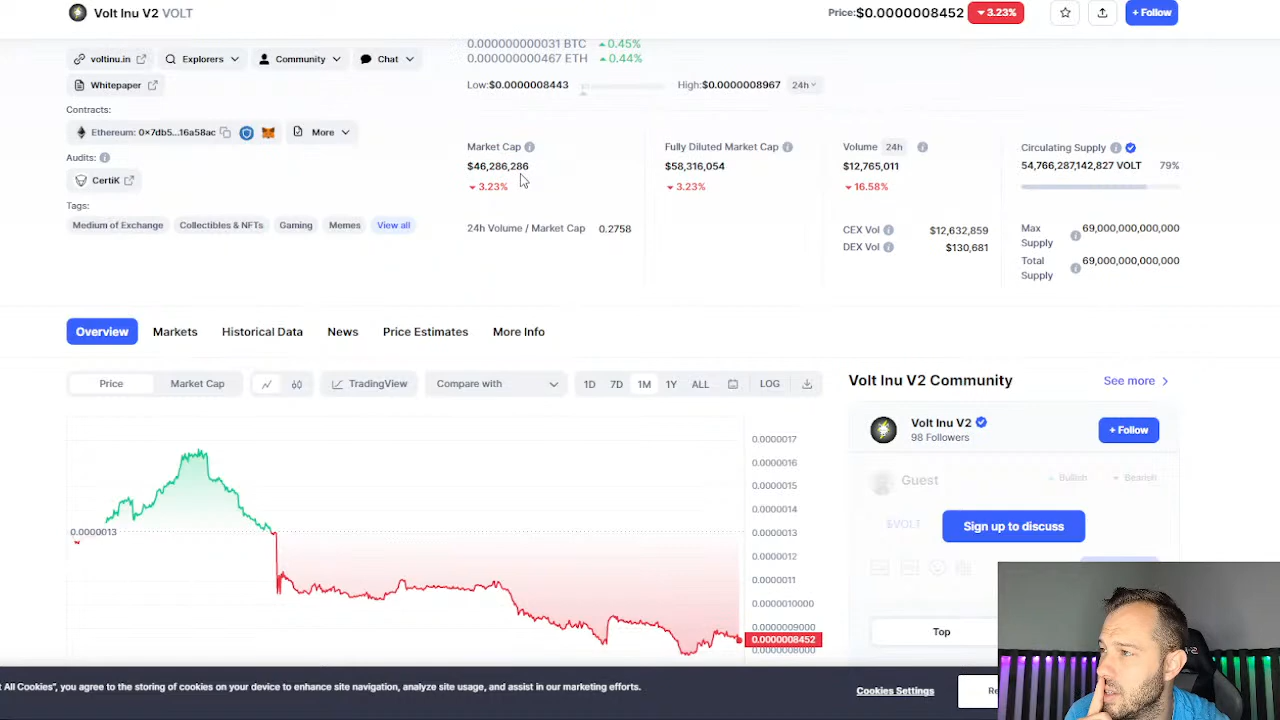 Volt Inu V2 VOLT
Price:$0.0000008452 3.23%
+ Follow
voltinu.in
Explorers
Community
Chat
Whitepaper
Contracts:
Ethereum: 0x7db5...16a58ac
More
Audits:
CertiK
Tags:
Medium of Exchange
Collectibles & NFTs
Gaming
Memes
View all
0.000000000031 BTC 0.45%
0.000000000467 ETH 0.44%
Low:$0.0000008443
High:$0.0000008967
24h
Market Cap
$46,286,286
3.23%
24h Volume / Market Cap 0.2758
Fully Diluted Market Cap
$58,316,054
3.23%
Volume 24h
$12,765,011
16.58%
CEX Vol $12,632,859
DEX Vol $130,681
Circulating Supply
54,766,287,142,827 VOLT 79%
Max Supply 69,000,000,000,000
Total Supply 69,000,000,000,000
Overview
Markets
Historical Data
News
Price Estimates
More Info
Price
Market Cap
TradingView
Compare with
1D 7D 1M 1Y ALL
LOG
0.0000013
0.0000017
0.0000016
0.0000015
0.0000014
0.0000013
0.0000012
0.0000011
0.0000010000
0.0000009000
0.0000008452
0.0000008000
Volt Inu V2 Community
See more
Volt Inu V2
98 Followers
+ Follow
Guest
Bullish
Bearish
$VOLT
Sign up to discuss
Top
All Cookies", you agree to the storing of cookies on your device to enhance site navigation, analyze site usage, and assist in our marketing efforts.
Cookies Settings